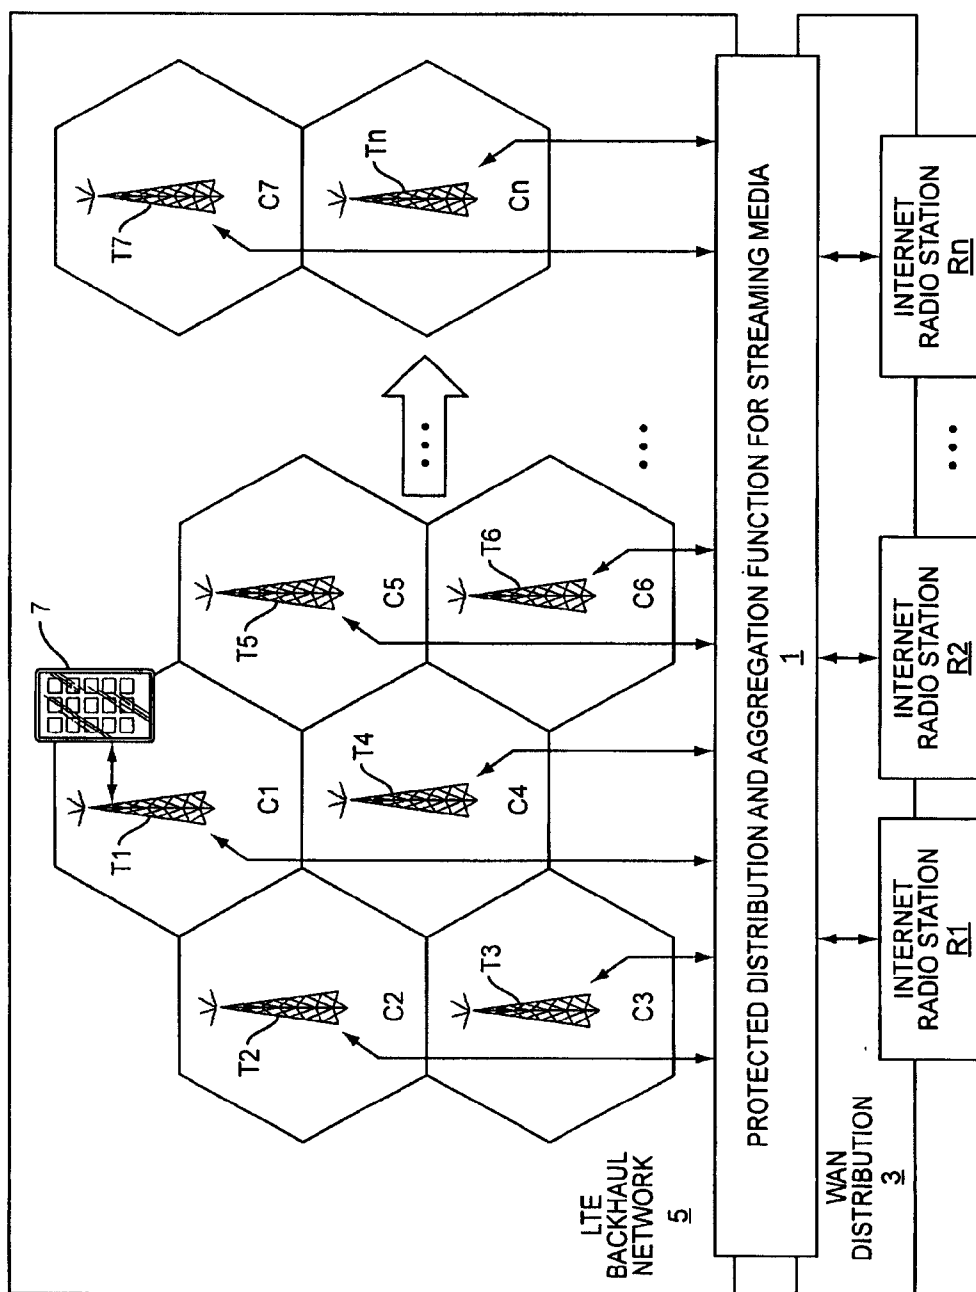 7
T1
C1
T2
C2
T3
C3
T4
C4
T5
C5
T6
C6
...
T7
C7
Tn
Cn
...
LTE
BACKHAUL
NETWORK
5
PROTECTED DISTRIBUTION AND AGGREGATION FUNCTION FOR STREAMING MEDIA
1
WAN
DISTRIBUTION
3
INTERNET
RADIO STATION
R1
INTERNET
RADIO STATION
R2
...
INTERNET
RADIO STATION
Rn